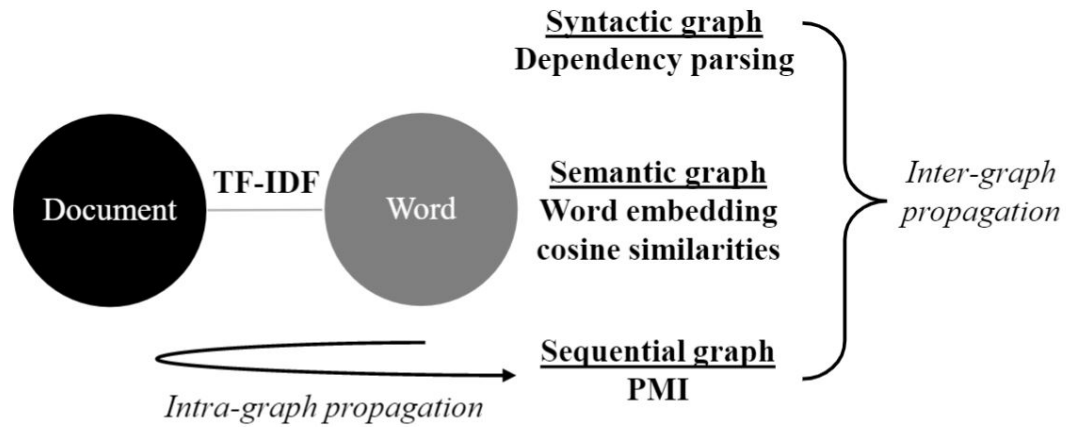 Syntactic graph
Dependency parsing
Document
TF-IDF
Word
Semantic graph
Word embedding
cosine similarities
Inter-graph
propagation
Sequential graph
PMI
Intra-graph propagation